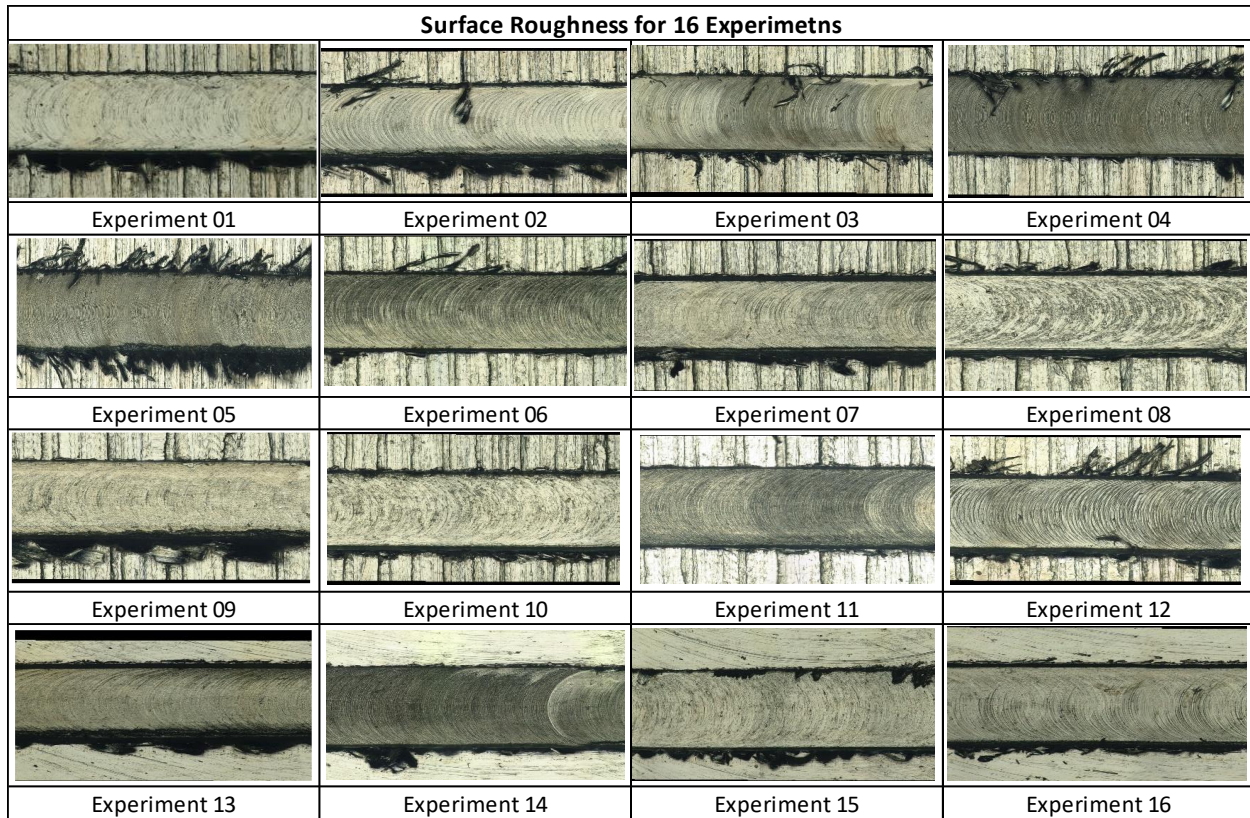 Surface Roughness for 16 Experimetns
Experiment 01
Experiment 02
Experiment 03
Experiment 04
Experiment 05
Experiment 06
Experiment 07
Experiment 08
Experiment 09
Experiment 10
Experiment 11
Experiment 12
Experiment 13
Experiment 14
Experiment 15
Experiment 16